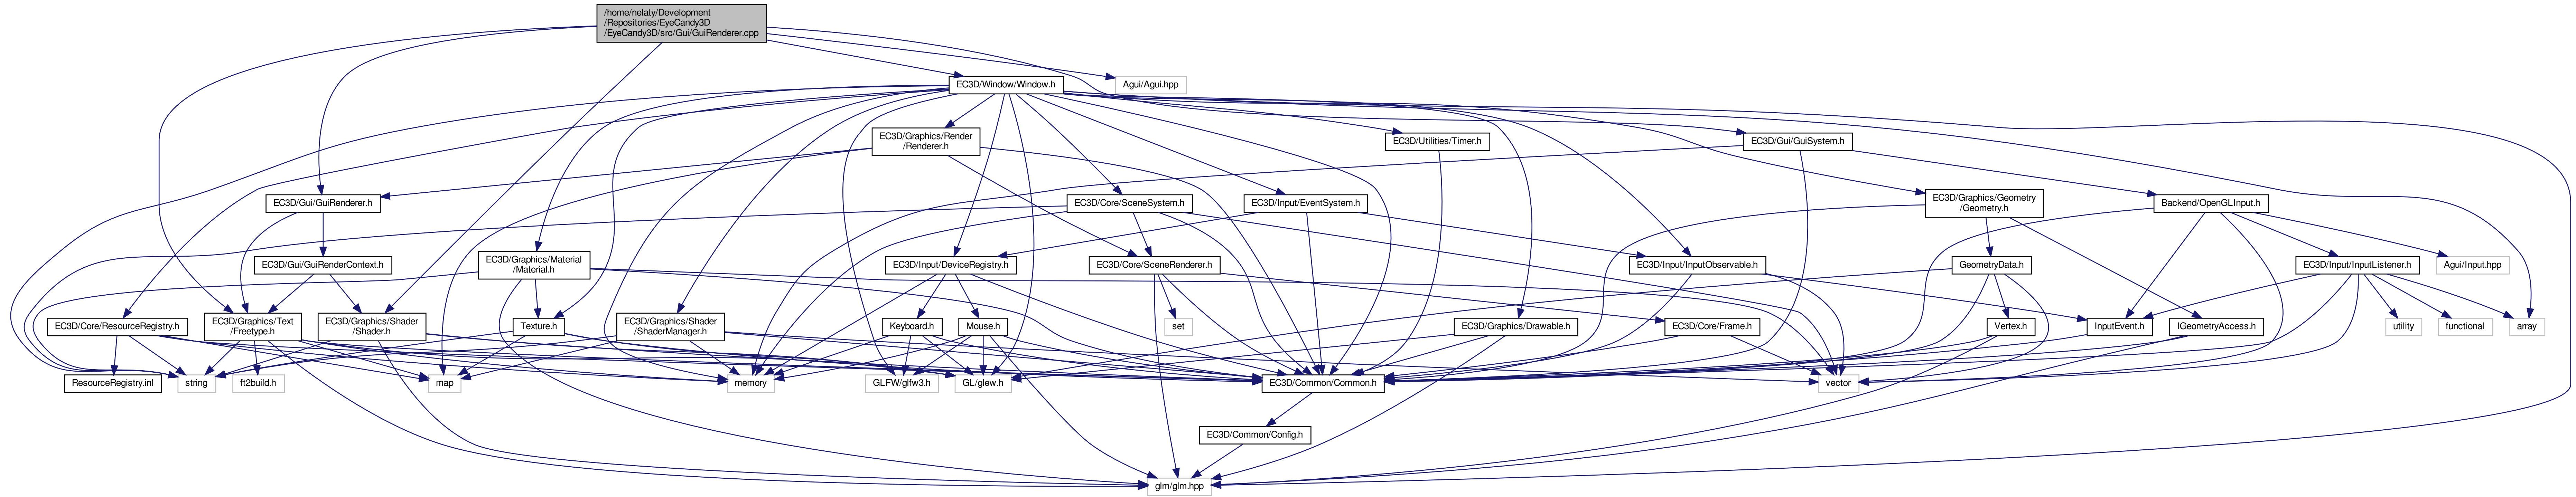 /home/nelaty/Development
/Repositories/EyeCandy3D
/EyeCandy3D/src/Gui/GuiRenderer.cpp
EC3D/Window/Window.h
Agui/Agui.hpp
EC3D/Graphics/Render
/Renderer.h
EC3D/Utilities/Timer.h
EC3D/Gui/GuiSystem.h
EC3D/Gui/GuiRenderer.h
EC3D/Core/SceneSystem.h
EC3D/Input/EventSystem.h
EC3D/Graphics/Geometry
/Geometry.h
Backend/OpenGLInput.h
EC3D/Gui/GuiRenderContext.h
EC3D/Graphics/Material
/Material.h
EC3D/Input/DeviceRegistry.h
EC3D/Core/SceneRenderer.h
EC3D/Input/InputObservable.h
GeometryData.h
EC3D/Input/InputListener.h
Agui/Input.hpp
EC3D/Core/ResourceRegistry.h
EC3D/Graphics/Text
/Freetype.h
EC3D/Graphics/Shader
/Shader.h
Texture.h
EC3D/Graphics/Shader
/ShaderManager.h
Keyboard.h
Mouse.h
set
EC3D/Graphics/Drawable.h
EC3D/Core/Frame.h
Vertex.h
InputEvent.h
IGeometryAccess.h
utility
functional
array
ResourceRegistry.inl
string
ft2build.h
map
memory
GLFW/glfw3.h
GL/glew.h
EC3D/Common/Common.h
vector
EC3D/Common/Config.h
glm/glm.hpp